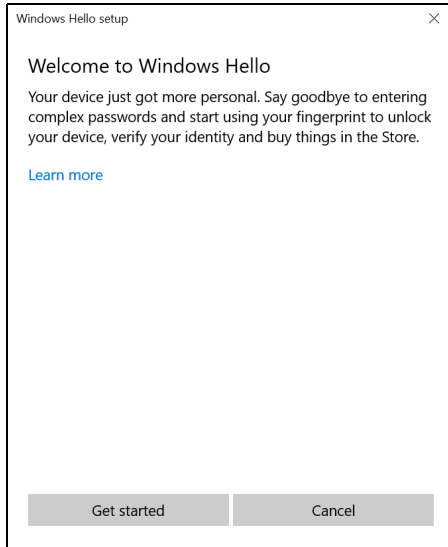 Windows Hello setup
Welcome to Windows Hello
Your device just got more personal. Say goodbye to entering
complex passwords and start using your fingerprint to unlock
your device, verify your identity and buy things in the Store.
Learn more
Get started
Cancel